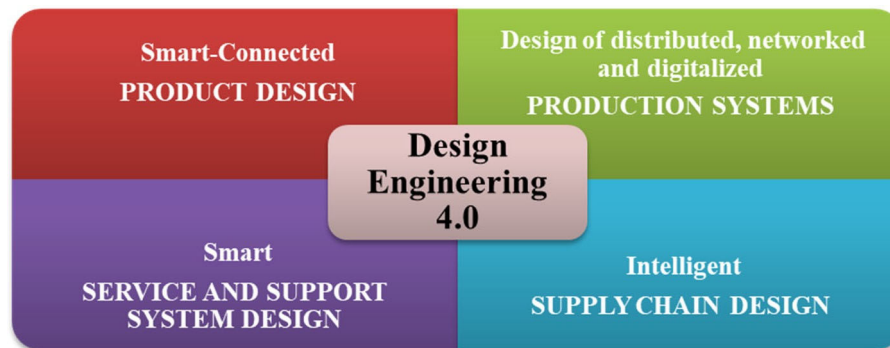 Smart-Connected
PRODUCT DESIGN
Design of distributed, networked
and digitalized
PRODUCTION SYSTEMS
Design
Engineering
4.0
Smart
SERVICE AND SUPPORT
SYSTEM DESIGN
Intelligent
SUPPLY CHAIN DESIGN